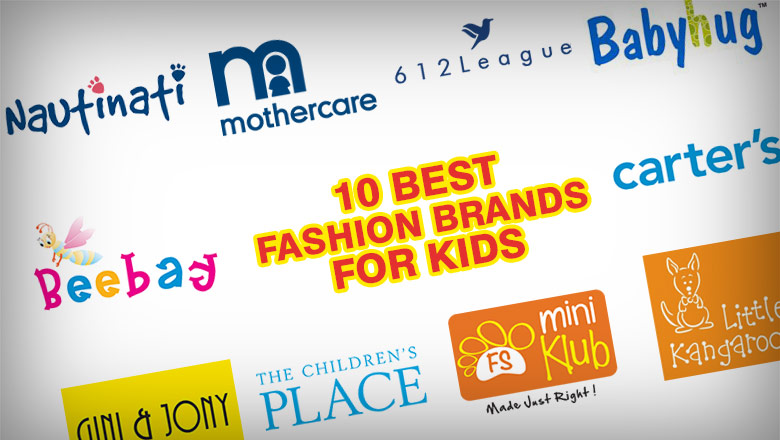 Nautinati
mothercare
612League
Babyhug™
carter's
10 BEST
FASHION BRANDS
FOR KIDS
Beebay
GINI & JONY
THE CHILDREN'S
PLACE
FS
mini
Klub
Made Just Right!
Little
Kangaroo